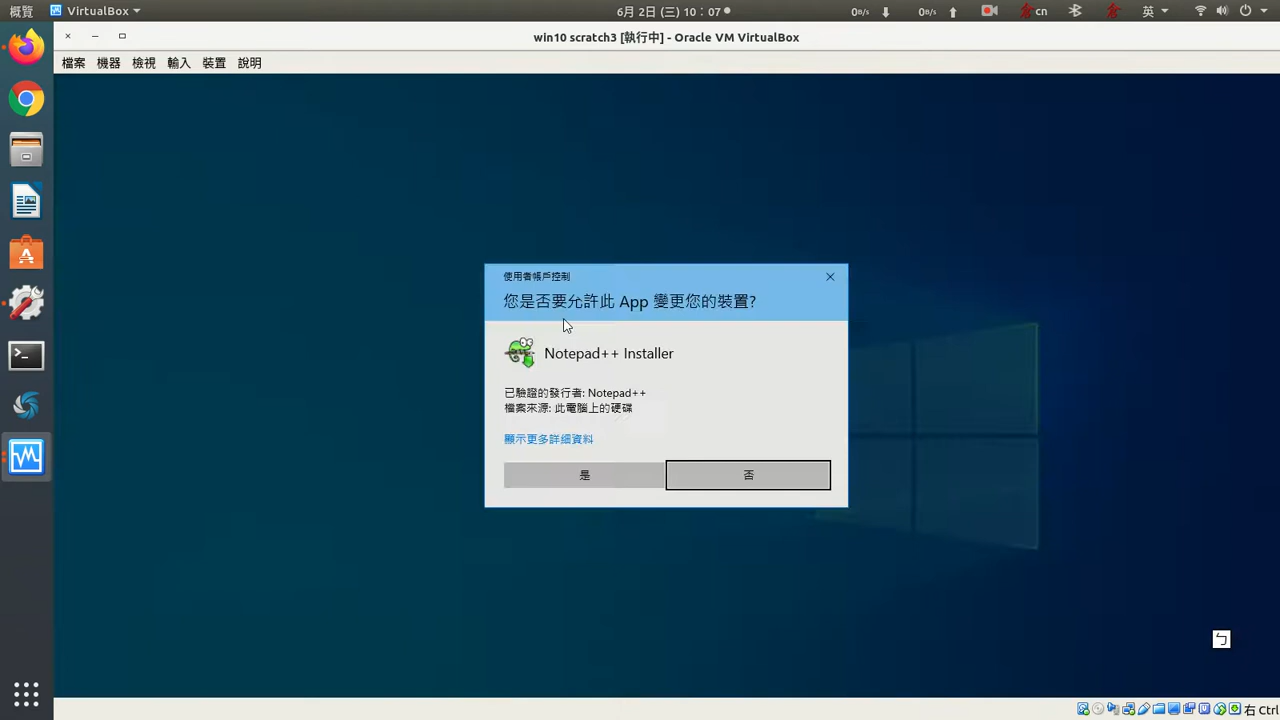 概覽 VirtualBox 6月 2日 (三) 10：07 0B/s 0B/s cn 英
win10 scratch3 [執行中] - Oracle VM VirtualBox
檔案 機器 檢視 輸入 裝置 說明
使用者帳戶控制
您是否要允許此 App 變更您的裝置?
Notepad++ Installer
已驗證的發行者: Notepad++
檔案來源: 此電腦上的硬碟
顯示更多詳細資料
是 否
ㄅ
右 Ctrl